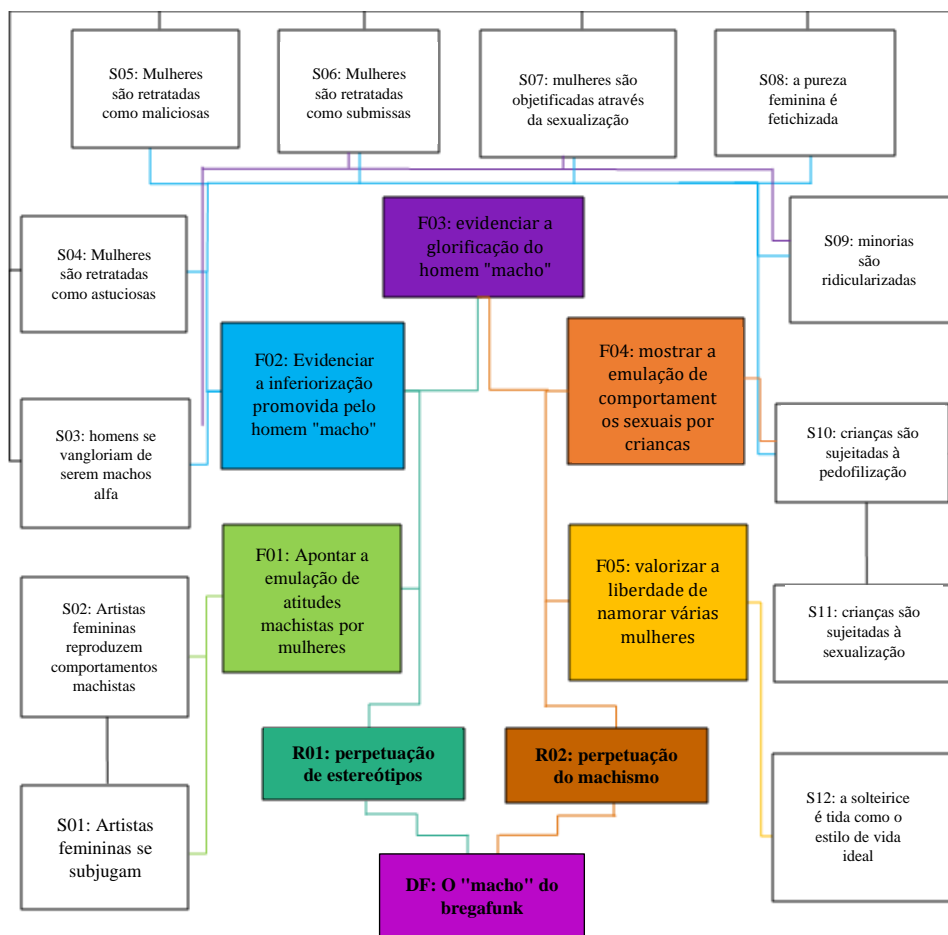 S05: Mulheres
são retratadas
como maliciosas
S06: Mulheres
são retratadas
como submissas
S07: mulheres são
objetificadas através
da sexualização
S08: a pureza
feminina é
fetichizada
F03: evidenciar a
glorificação do
homem "macho"
S04: Mulheres
são retratadas
como astuciosas
S09: minorias
são
ridicularizadas
F02: Evidenciar
a inferiorização
promovida pelo
homem "macho"
F04: mostrar a
emulação de
comportament
os sexuais por
crianças
S03: homens se
vangloriam de
serem machos
alfa
S10: crianças são
sujeitadas à
pedofilização
F01: Apontar a
emulação de
atitudes
machistas por
mulheres
F05: valorizar a
liberdade de
namorar várias
mulheres
S02: Artistas
femininas
reproduzem
comportamentos
machistas
S11: crianças são
sujeitadas à
sexualização
R01: perpetuação
de estereótipos
R02: perpetuação
do machismo
S01: Artistas
femininas se
subjugam
S12: a solteirice
é tida como o
estilo de vida
ideal
DF: O "macho" do
bregafunk